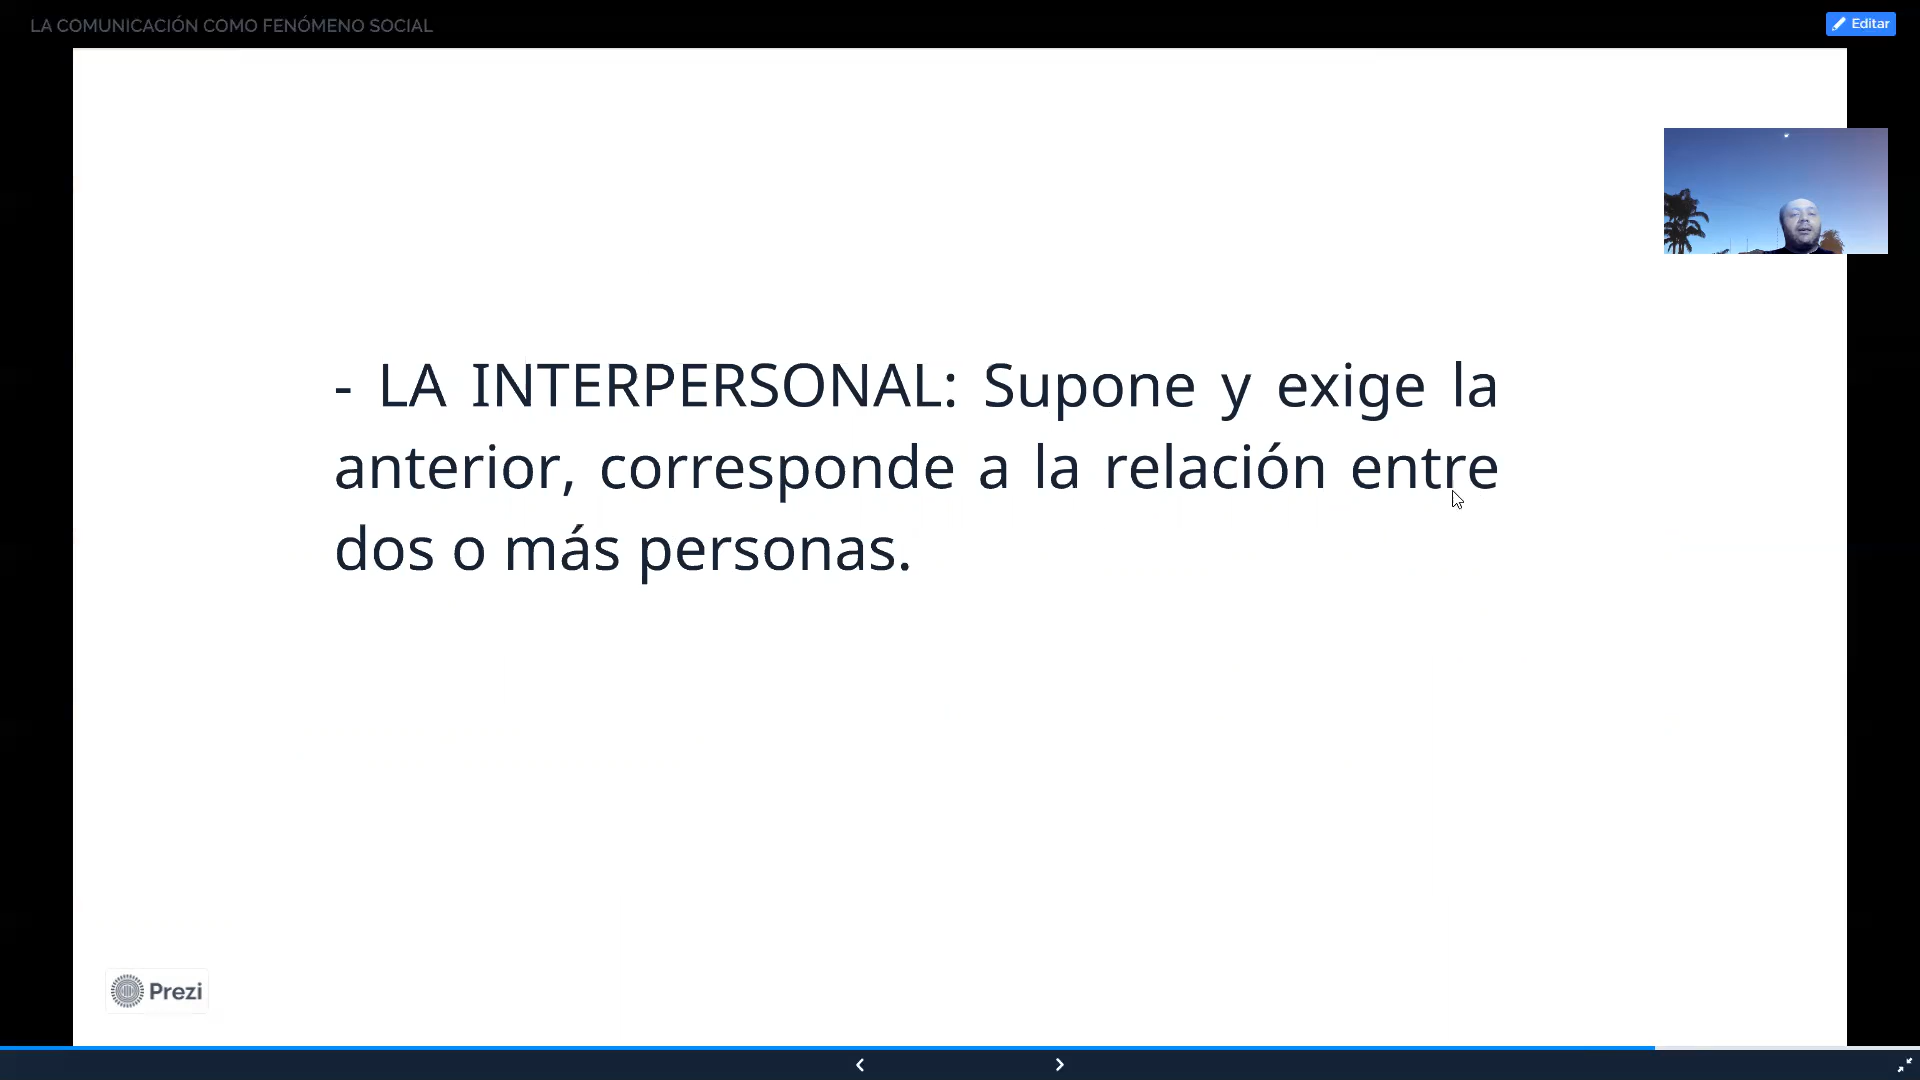 LA COMUNICACIÓN COMO FENÓMENO SOCIAL
Editar
- LA INTERPERSONAL: Supone y exige la
anterior, corresponde a la relación entre
dos o más personas.
Prezi